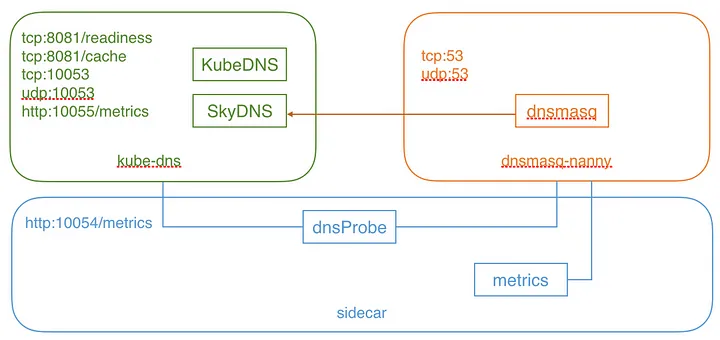 tcp:8081/readiness
tcp:8081/cache
tcp:10053
udp:10053
http:10055/metrics
KubeDNS
SkyDNS
kube-dns
tcp:53
udp:53
dnsmasq
dnsmasq-nanny
http:10054/metrics
dnsProbe
metrics
sidecar